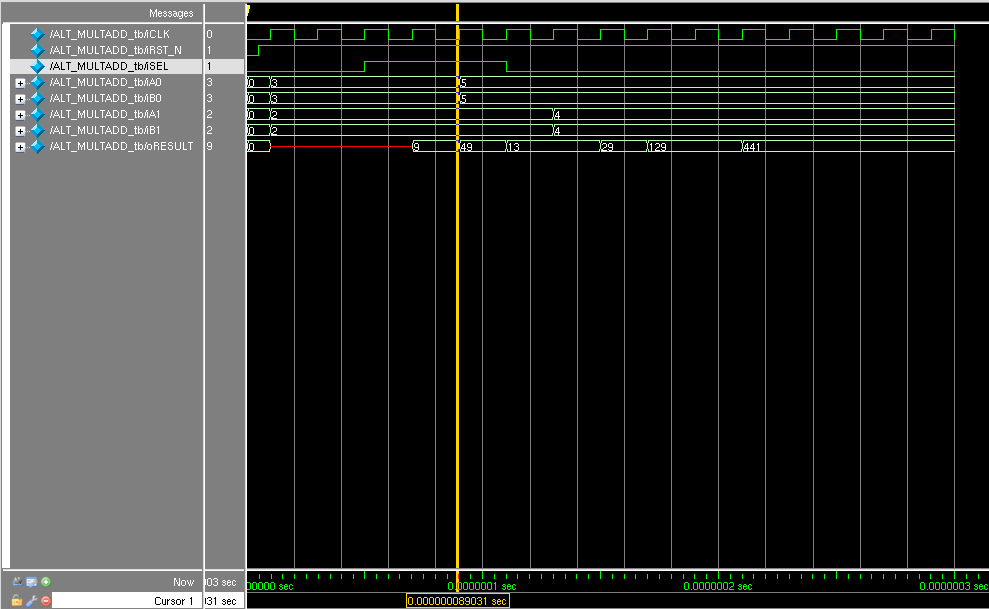 Messages
/ALT_MULTADD_tb/iCLK 0
/ALT_MULTADD_tb/iRST_N 1
/ALT_MULTADD_tb/iSEL 1
/ALT_MULTADD_tb/iA0 3 0 3 5
/ALT_MULTADD_tb/iB0 3 0 3 5
/ALT_MULTADD_tb/iA1 2 0 2 4
/ALT_MULTADD_tb/iB1 2 0 2 4
/ALT_MULTADD_tb/oRESULT 9 0 9 49 13 29 129 441
Now 003 sec 00000 sec 0.0000001 sec 0.0000002 sec 0.0000003 sec
Cursor 1 031 sec 0.000000089031 sec